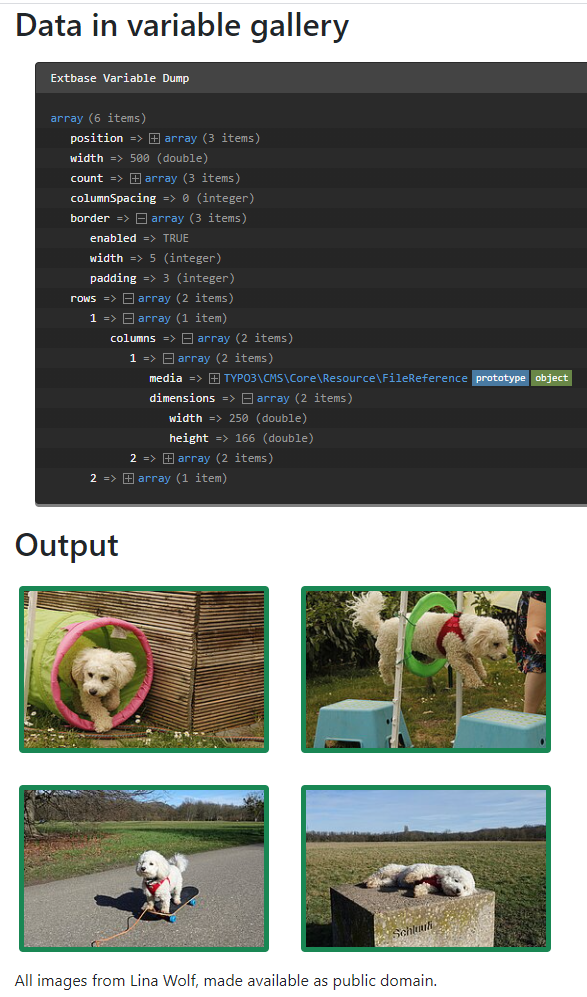 Data in variable gallery
Extbase Variable Dump
array (6 items)
position => array (3 items)
width => 500 (double)
count => array (3 items)
columnSpacing => 0 (integer)
border => array (3 items)
enabled => TRUE
width => 5 (integer)
padding => 3 (integer)
rows => array (2 items)
1 => array (1 item)
columns => array (2 items)
1 => array (2 items)
media => TYPO3\CMS\Core\Resource\FileReference prototype object
dimensions => array (2 items)
width => 250 (double)
height => 166 (double)
2 => array (2 items)
2 => array (1 item)
Output
All images from Lina Wolf, made available as public domain.